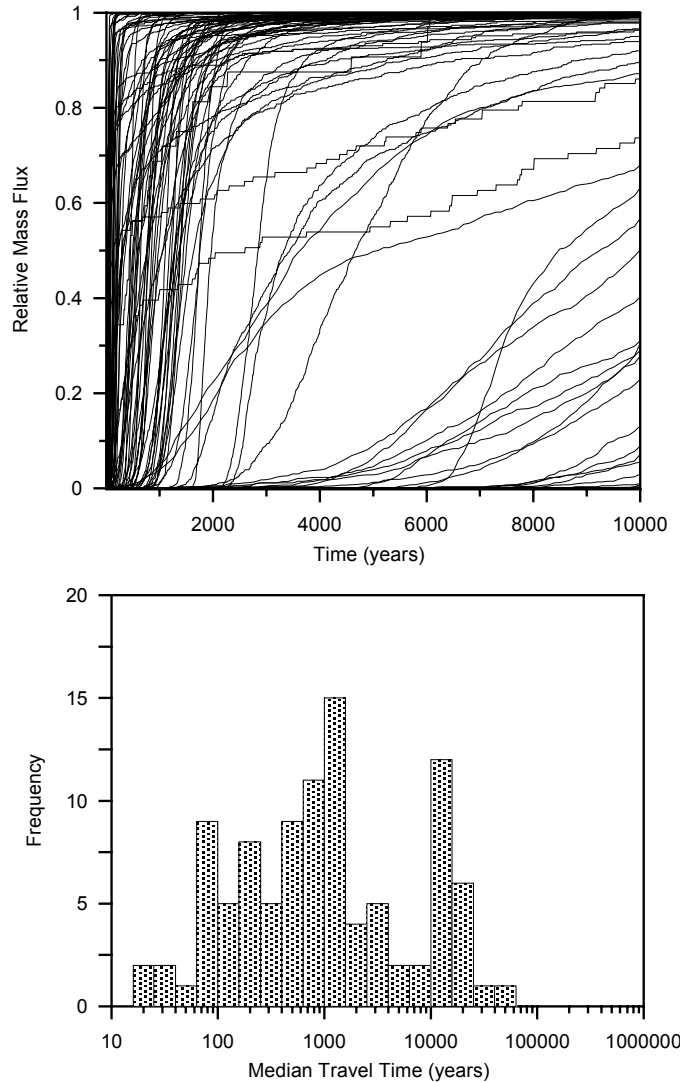 1
0.8
0.6
0.4
0.2
0
Relative Mass Flux
2000 4000 6000 8000 10000
Time (years)
20
15
10
5
0
Frequency
10 100 1000 10000 100000 1000000
Median Travel Time (years)